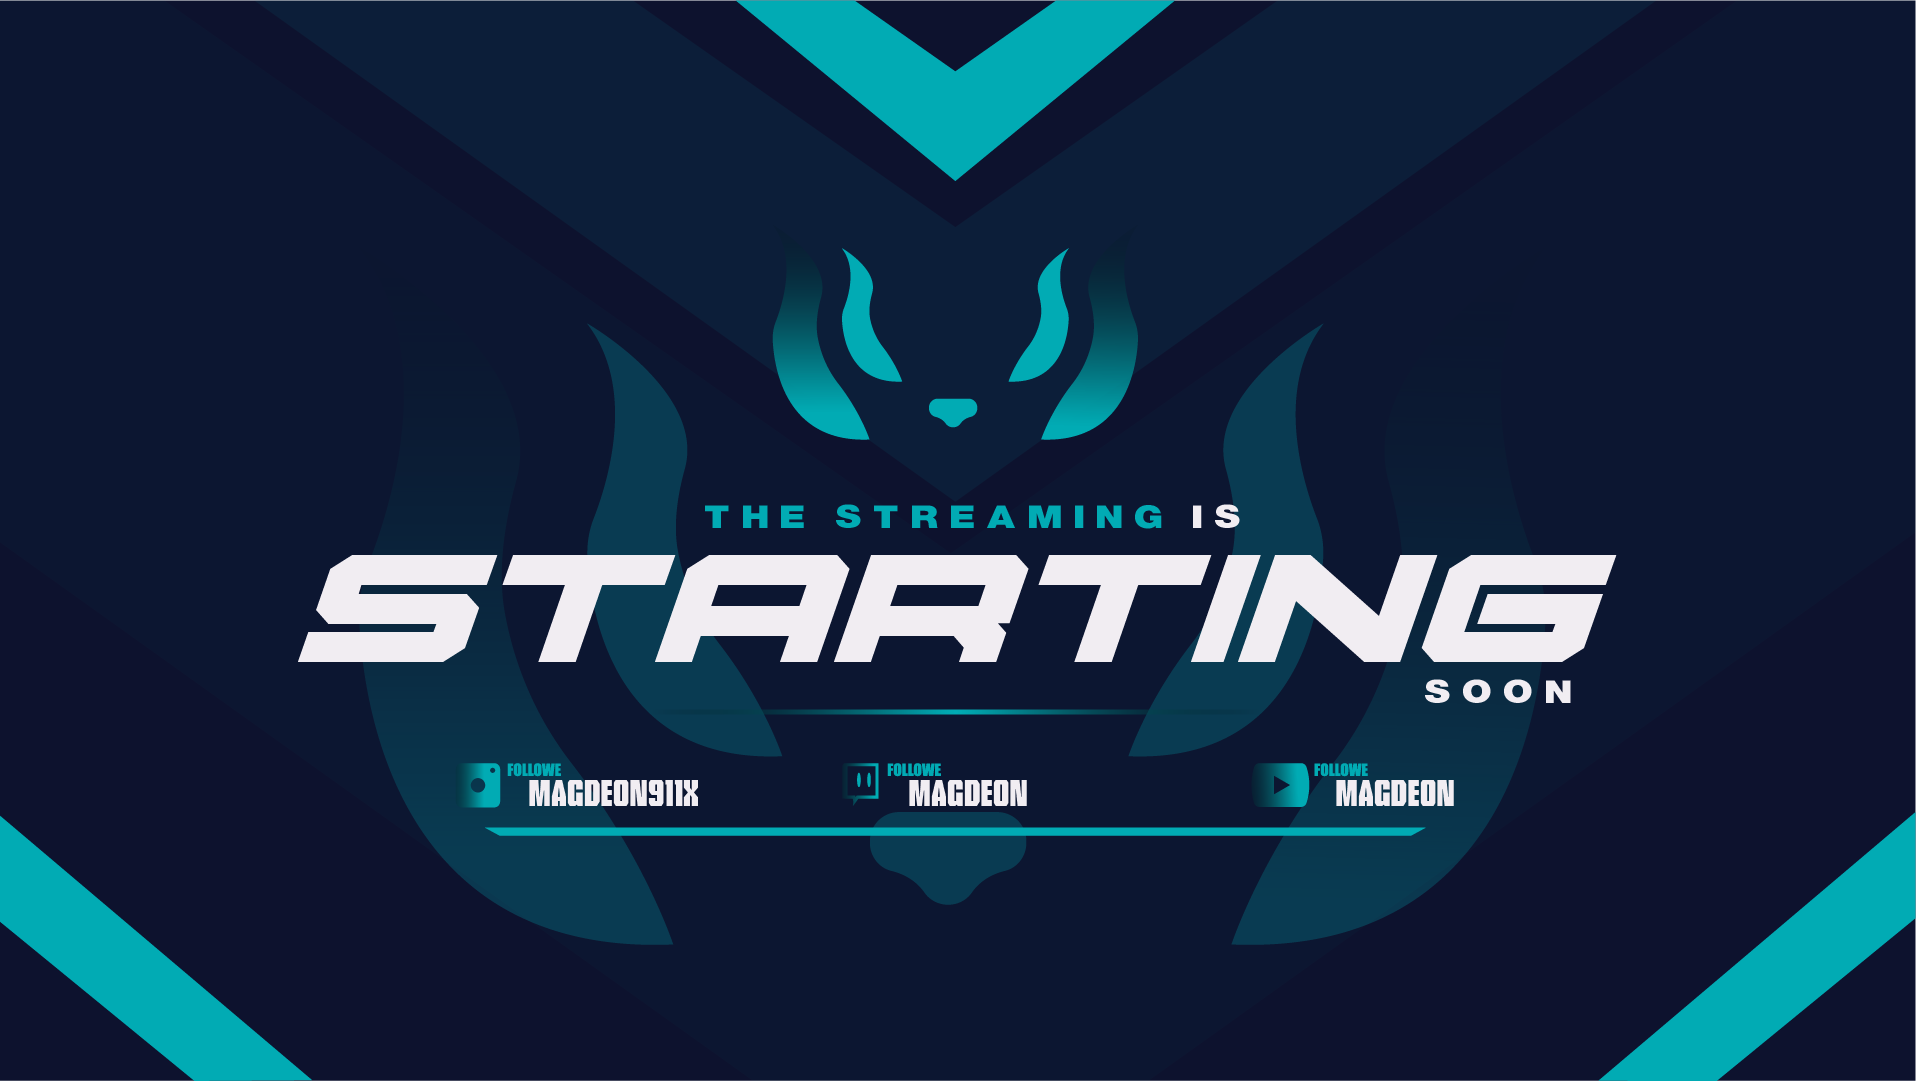 THE STREAMING IS
STARTING
SOON
FOLLOWE
MAGDEON911X
FOLLOWE
MAGDEON
FOLLOWE
MAGDEON